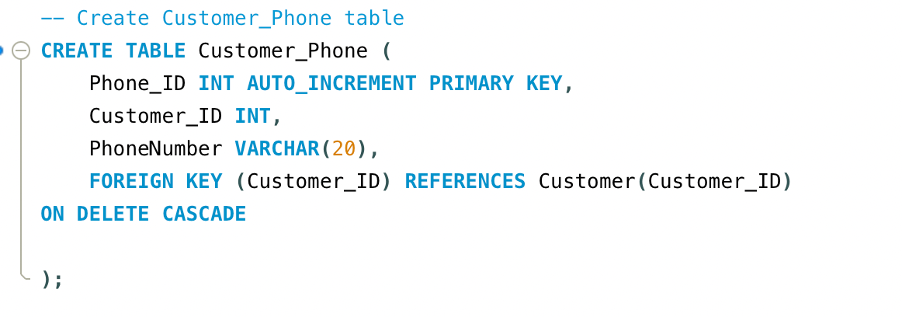 -- Create Customer_Phone table
CREATE TABLE Customer_Phone (
Phone_ID INT AUTO_INCREMENT PRIMARY KEY,
Customer_ID INT,
PhoneNumber VARCHAR(20),
FOREIGN KEY (Customer_ID) REFERENCES Customer(Customer_ID)
ON DELETE CASCADE
);